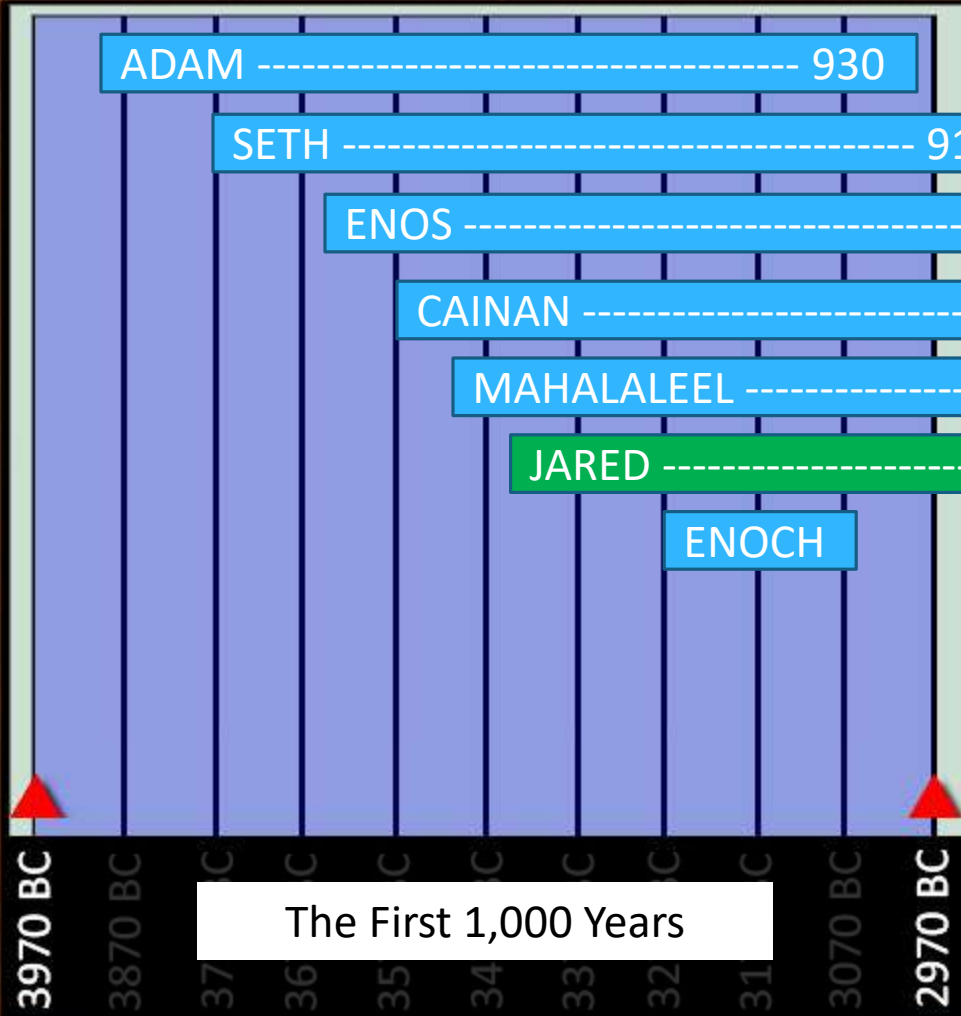 ADAM ------------------------------------ 930
SETH -------------------------------------- 91
ENOS ---------------------------------
CAINAN -------------------------
MAHALALEEL --------------
JARED --------------------
ENOCH
3970 BC
3870 BC
3070 BC
2970 BC
The First 1,000 Years